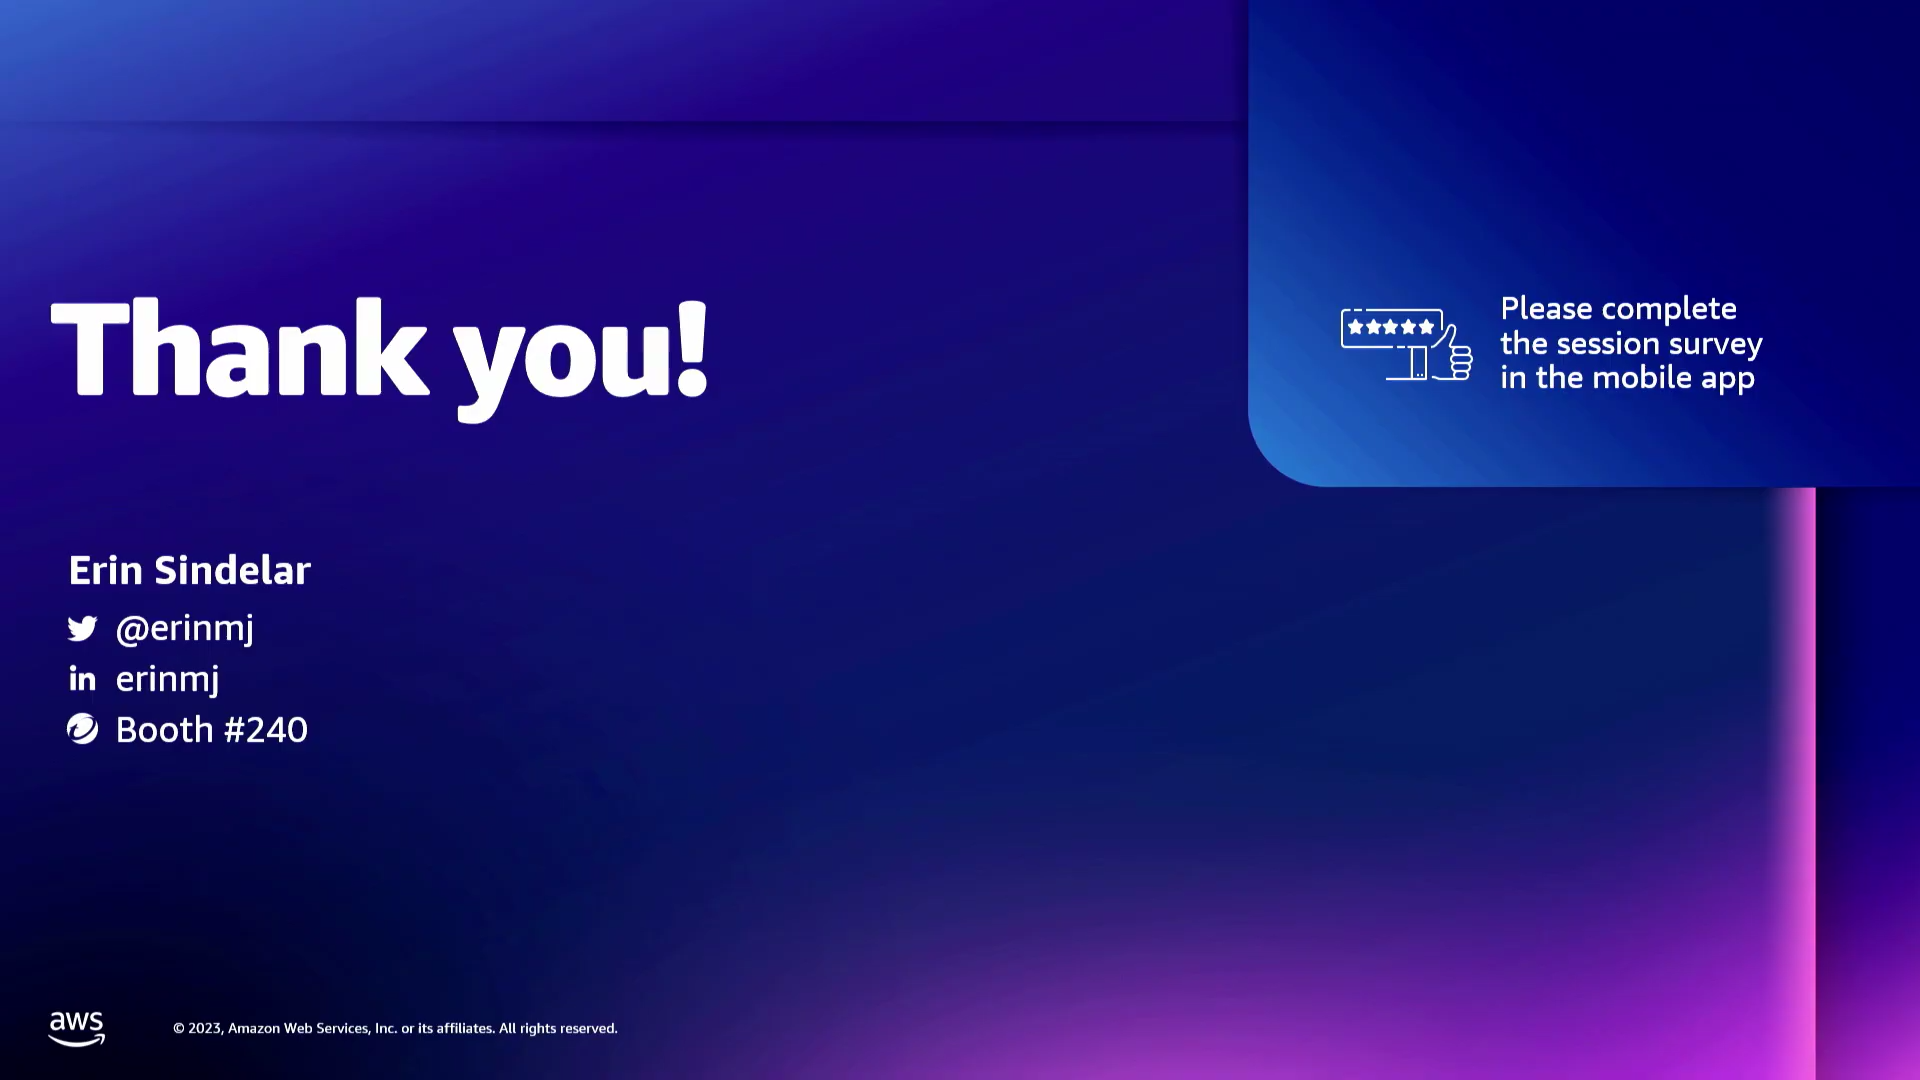 Thank you!
Please complete
the session survey
in the mobile app
Erin Sindelar
@erinmj
in erinmj
Booth #240
aws
© 2023, Amazon Web Services, Inc. or its affiliates. All rights reserved.